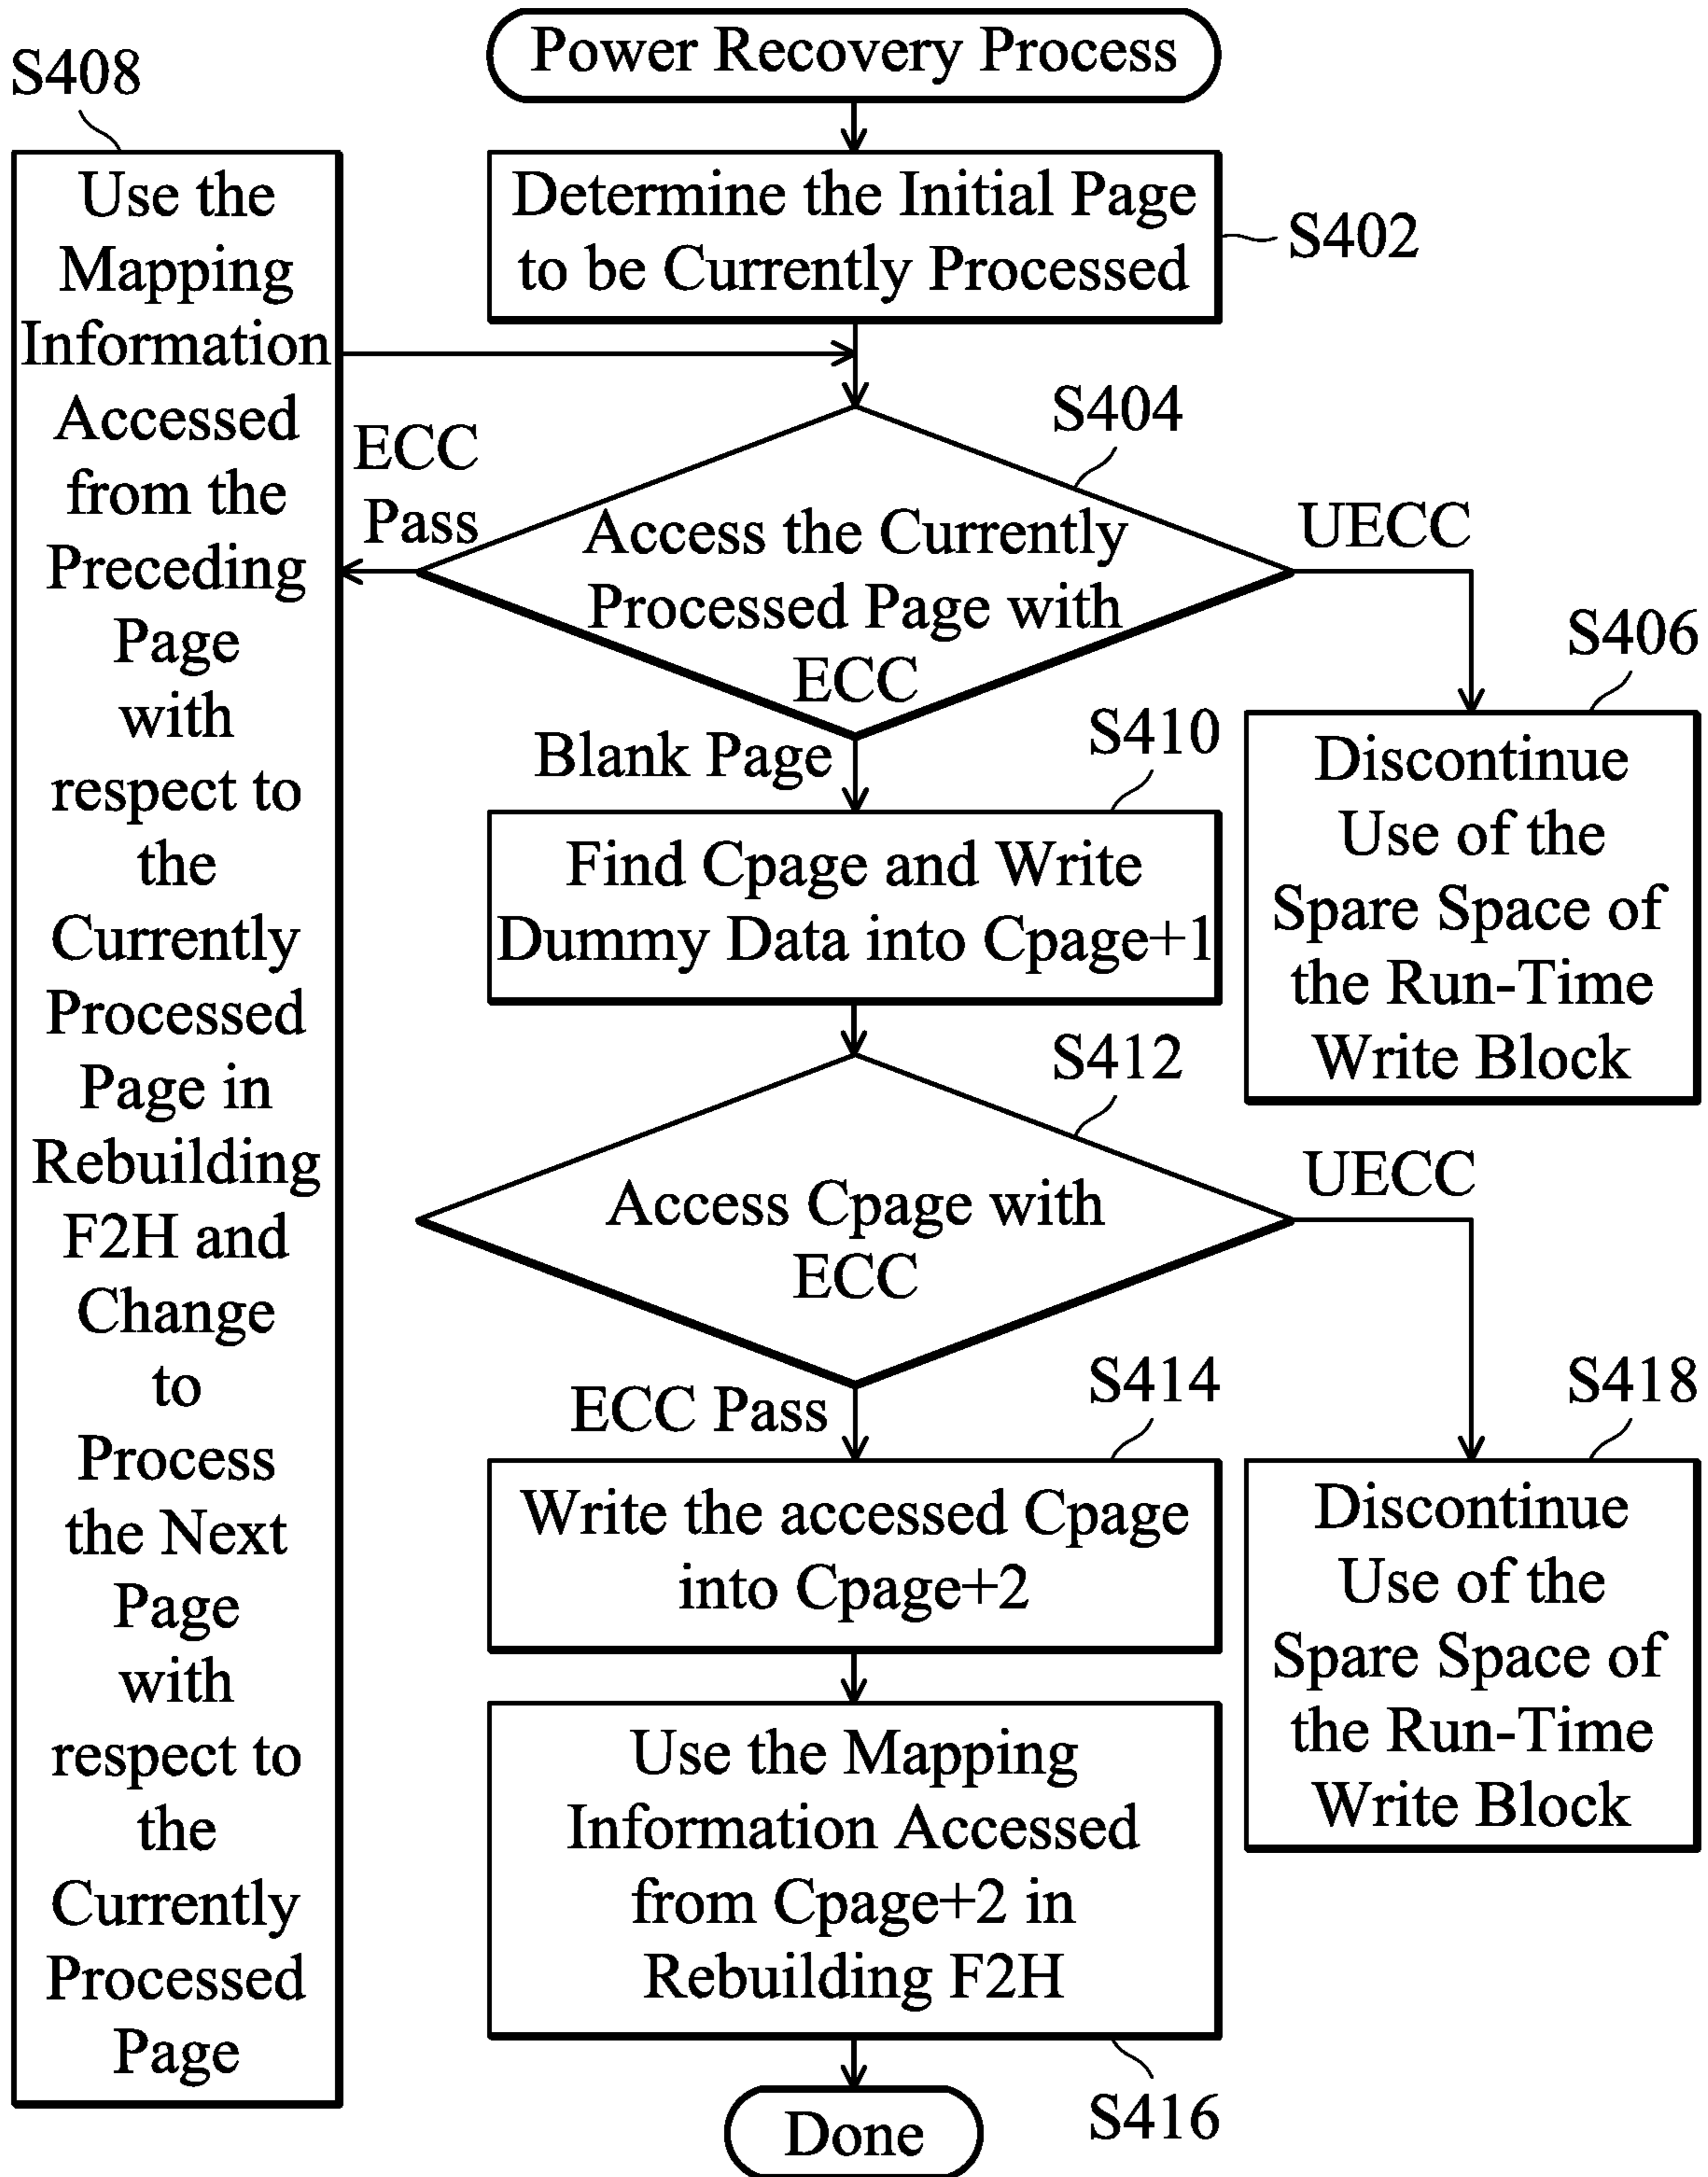 Power Recovery Process
S408
Use the
Mapping
Information
Accessed
from the
Preceding
Page
with
respect to
the
Currently
Processed
Page in
Rebuilding
F2H and
Change
to
Process
the Next
Page
with
respect to
the
Currently
Processed
Page
Determine the Initial Page
to be Currently Processed
S402
S404
Access the Currently
Processed Page with
ECC
ECC
Pass
UECC
S406
Discontinue
Use of the
Spare Space of
the Run-Time
Write Block
Blank Page
S410
Find Cpage and Write
Dummy Data into Cpage+1
S412
Access Cpage with
ECC
UECC
S418
Discontinue
Use of the
Spare Space of
the Run-Time
Write Block
ECC Pass
S414
Write the accessed Cpage
into Cpage+2
Use the Mapping
Information Accessed
from Cpage+2 in
Rebuilding F2H
S416
Done